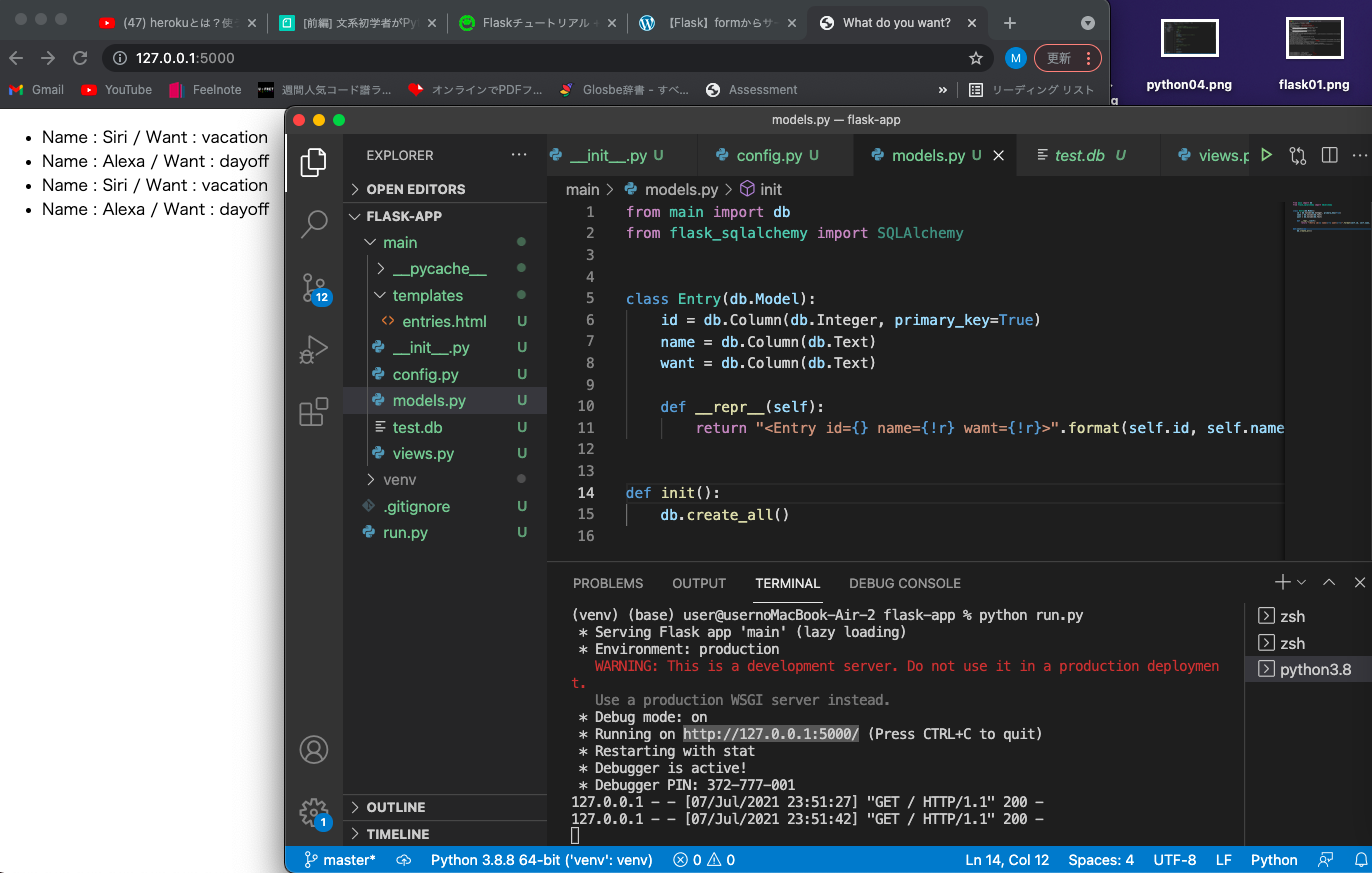 (47) herokuとは？使う
[前編] 文系初学者がPy
Flaskチュートリアル +
【Flask】formからサー
What do you want?
127.0.0.1:5000
M
更新
Gmail
YouTube
Feelnote
週間人気コード譜ラ...
オンラインでPDFフ...
Glosbe辞書 - すべ...
Assessment
»
リーディング リスト
python04.png
flask01.png
Name : Siri / Want : vacation
Name : Alexa / Want : dayoff
Name : Siri / Want : vacation
Name : Alexa / Want : dayoff
models.py — flask-app
EXPLORER
OPEN EDITORS
FLASK-APP
main
__pycache__
templates
entries.html U
__init__.py U
config.py U
models.py U
test.db U
views.py U
venv
.gitignore U
run.py U
OUTLINE
TIMELINE
12
1
__init__.py U
config.py U
models.py U
test.db U
views.p
main > models.py > init
1 from main import db
2 from flask_sqlalchemy import SQLAlchemy
3
4
5 class Entry(db.Model):
6 id = db.Column(db.Integer, primary_key=True)
7 name = db.Column(db.Text)
8 want = db.Column(db.Text)
9
10 def __repr__(self):
11 return "<Entry id={} name={!r} wamt={!r}>".format(self.id, self.name
12
13
14 def init():
15 db.create_all()
16
PROBLEMS
OUTPUT
TERMINAL
DEBUG CONSOLE
(venv) (base) user@usernoMacBook-Air-2 flask-app % python run.py
* Serving Flask app 'main' (lazy loading)
* Environment: production
WARNING: This is a development server. Do not use it in a production deploymen
t.
Use a production WSGI server instead.
* Debug mode: on
* Running on http://127.0.0.1:5000/ (Press CTRL+C to quit)
* Restarting with stat
* Debugger is active!
* Debugger PIN: 372-777-001
127.0.0.1 - - [07/Jul/2021 23:51:27] "GET / HTTP/1.1" 200 -
127.0.0.1 - - [07/Jul/2021 23:51:42] "GET / HTTP/1.1" 200 -
zsh
zsh
python3.8
master*
Python 3.8.8 64-bit ('venv': venv)
0
0
Ln 14, Col 12
Spaces: 4
UTF-8
LF
Python